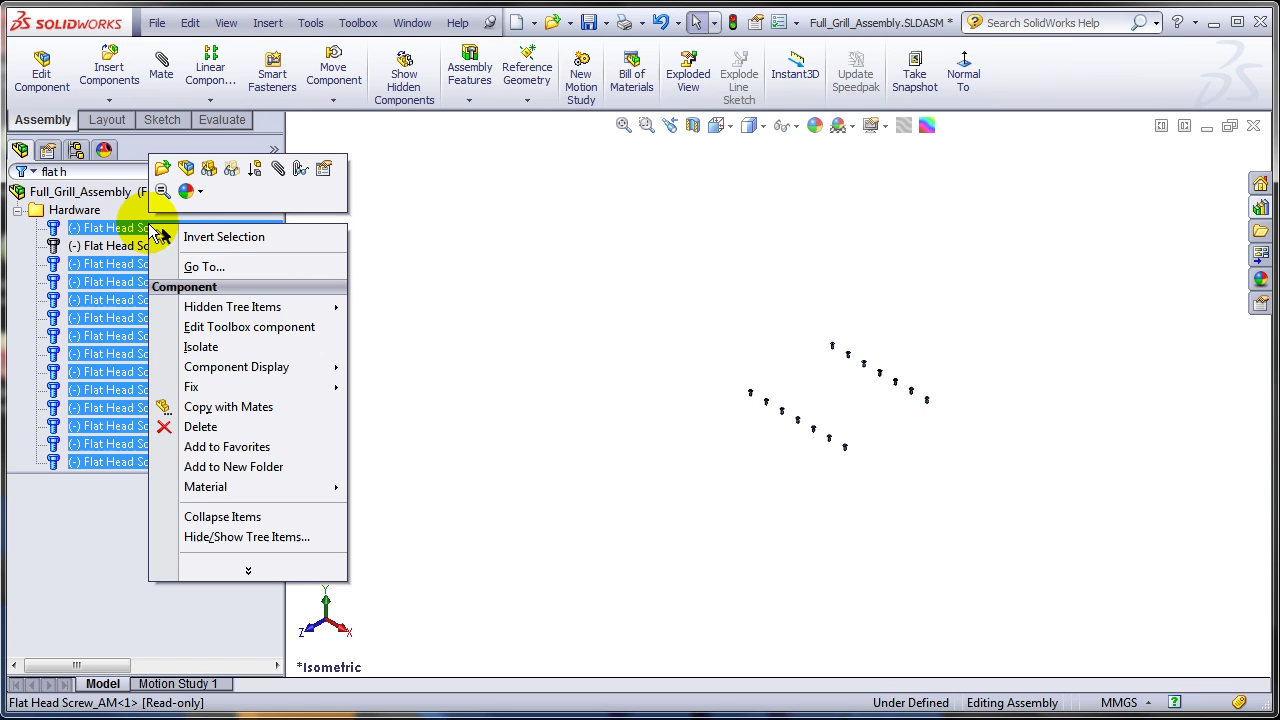 SOLIDWORKS File Edit View Insert Tools Toolbox Window Help Full_Grill_Assembly.SLDASM * Search SolidWorks Help
Edit Component
Insert Components
Mate
Linear Compon...
Smart Fasteners
Move Component
Show Hidden Components
Assembly Features
Reference Geometry
New Motion Study
Bill of Materials
Exploded View
Explode Line Sketch
Instant3D
Update Speedpak
Take Snapshot
Normal To
Assembly Layout Sketch Evaluate
flat h
Full_Grill_Assembly (F
Hardware
(-) Flat Head Sc
(-) Flat Head Sc
(-) Flat Head Sc
(-) Flat Head Sc
(-) Flat Head Sc
(-) Flat Head Sc
(-) Flat Head Sc
(-) Flat Head Sc
(-) Flat Head Sc
(-) Flat Head Sc
(-) Flat Head Sc
(-) Flat Head Sc
(-) Flat Head Sc
(-) Flat Head Sc
Invert Selection
Go To...
Component
Hidden Tree Items
Edit Toolbox component
Isolate
Component Display
Fix
Copy with Mates
Delete
Add to Favorites
Add to New Folder
Material
Collapse Items
Hide/Show Tree Items...
Y
Z X
*Isometric
Model Motion Study 1
Flat Head Screw_AM<1> [Read-only] Under Defined Editing Assembly MMGS